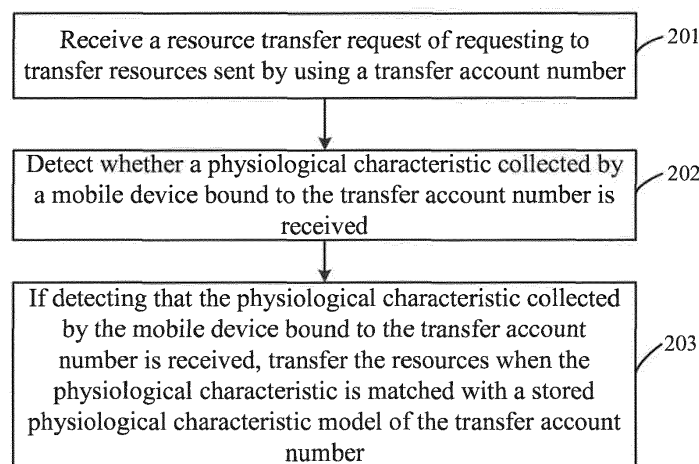 Receive a resource transfer request of requesting to
transfer resources sent by using a transfer account number
201
Detect whether a physiological characteristic collected by
a mobile device bound to the transfer account number is
received
202
If detecting that the physiological characteristic collected
by the mobile device bound to the transfer account
number is received, transfer the resources when the
physiological characteristic is matched with a stored
physiological characteristic model of the transfer account
number
203